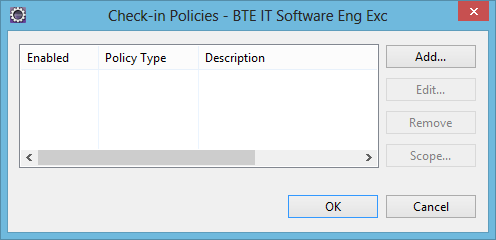 Check-in Policies - BTE IT Software Eng Exc
Enabled Policy Type Description
Add...
Edit...
Remove
Scope...
OK Cancel